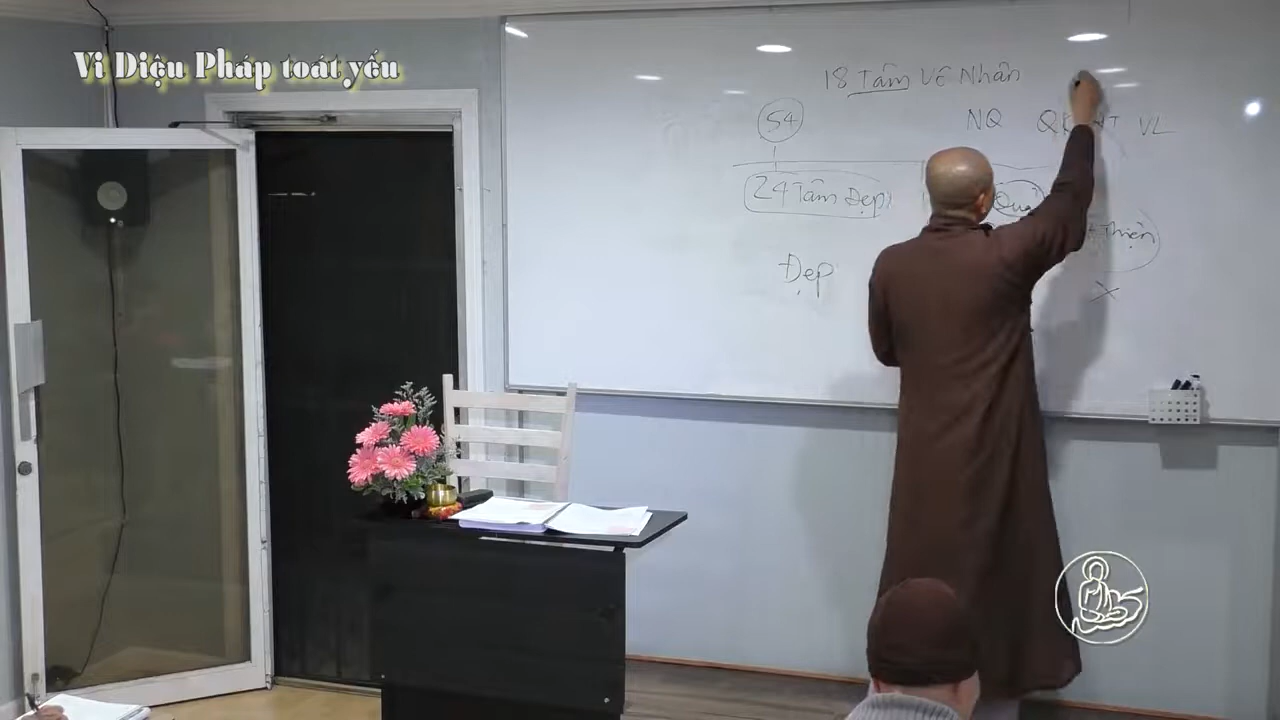 Vi Diệu Pháp toát yếu
18 Tâm Vô Nhân
54
NQ VL
24 Tâm Đẹp
Quả
Thiện
Đẹp
X